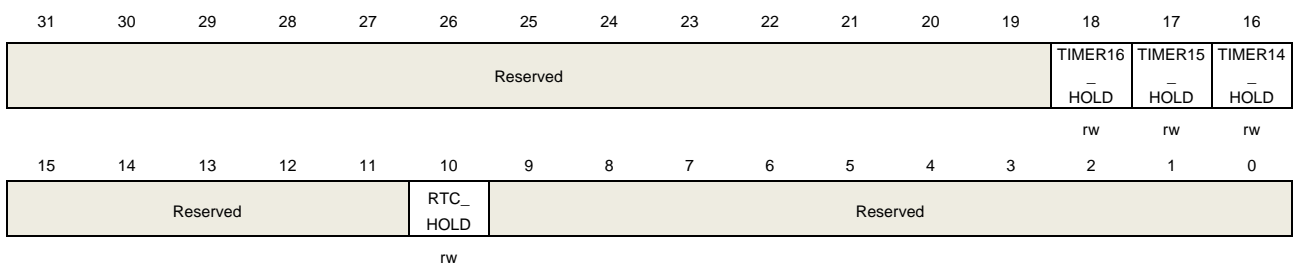 31 30 29 28 27 26 25 24 23 22 21 20 19 18 17 16
Reserved
TIMER16 TIMER15 TIMER14
_ _ _
HOLD HOLD HOLD
rw rw rw
15 14 13 12 11 10 9 8 7 6 5 4 3 2 1 0
Reserved
RTC_
HOLD
Reserved
rw